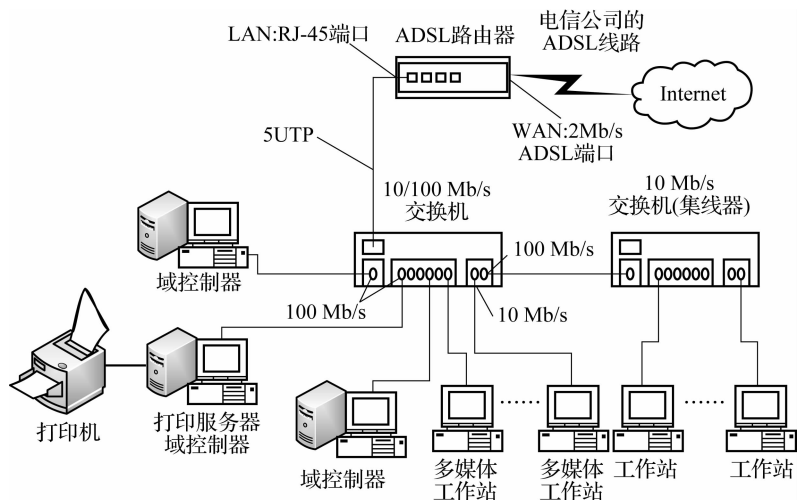 LAN:RJ-45端口
ADSL路由器
电信公司的
ADSL线路
Internet
WAN:2Mb/s
ADSL端口
5UTP
10/100 Mb/s
交换机
10 Mb/s
交换机(集线器)
100 Mb/s
域控制器
100 Mb/s
10 Mb/s
打印机
打印服务器
域控制器
域控制器
多媒体
工作站
多媒体
工作站
工作站
工作站